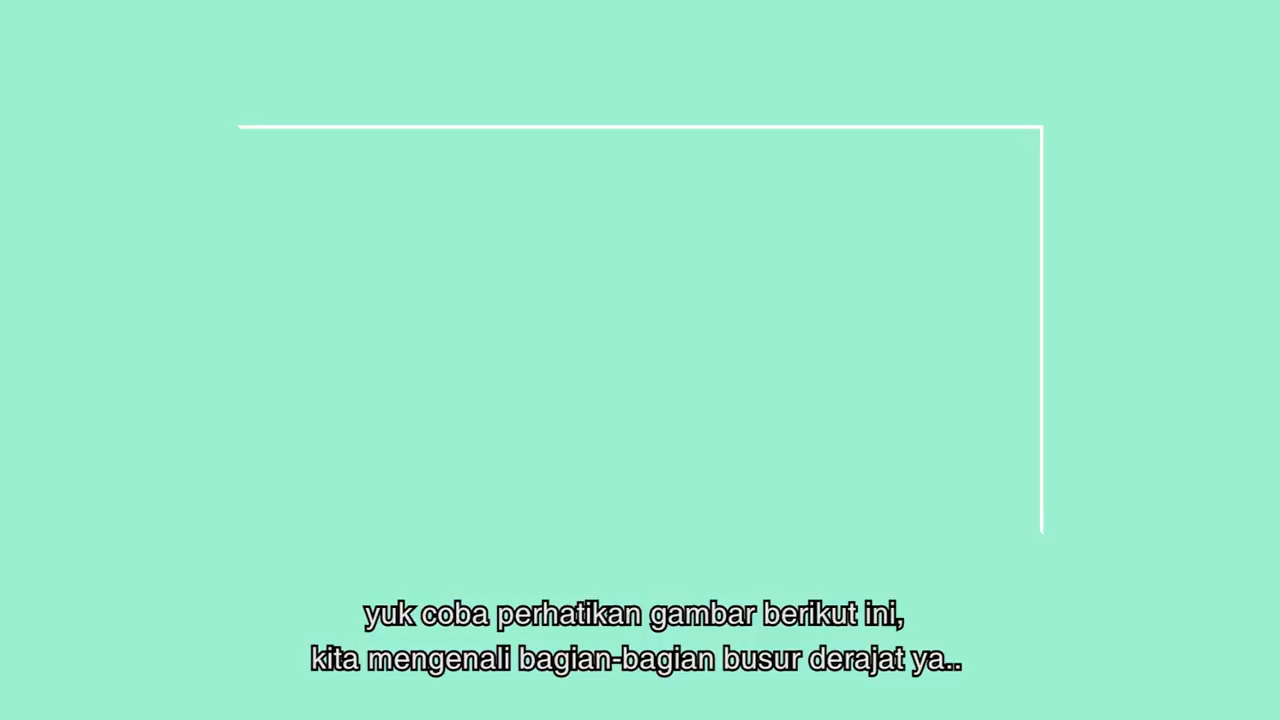 yuk coba perhatikan gambar berikut ini,
kita mengenali bagian-bagian busur derajat ya..